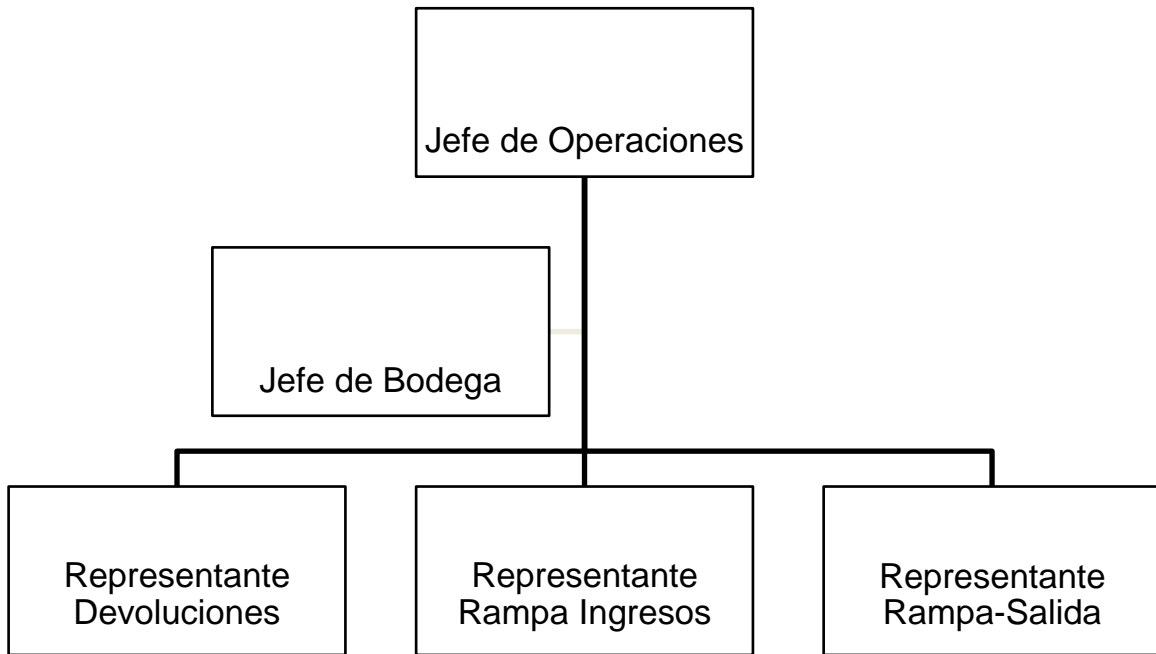 Jefe de Operaciones
Jefe de Bodega
Representante
Devoluciones
Representante
Rampa Ingresos
Representante
Rampa-Salida